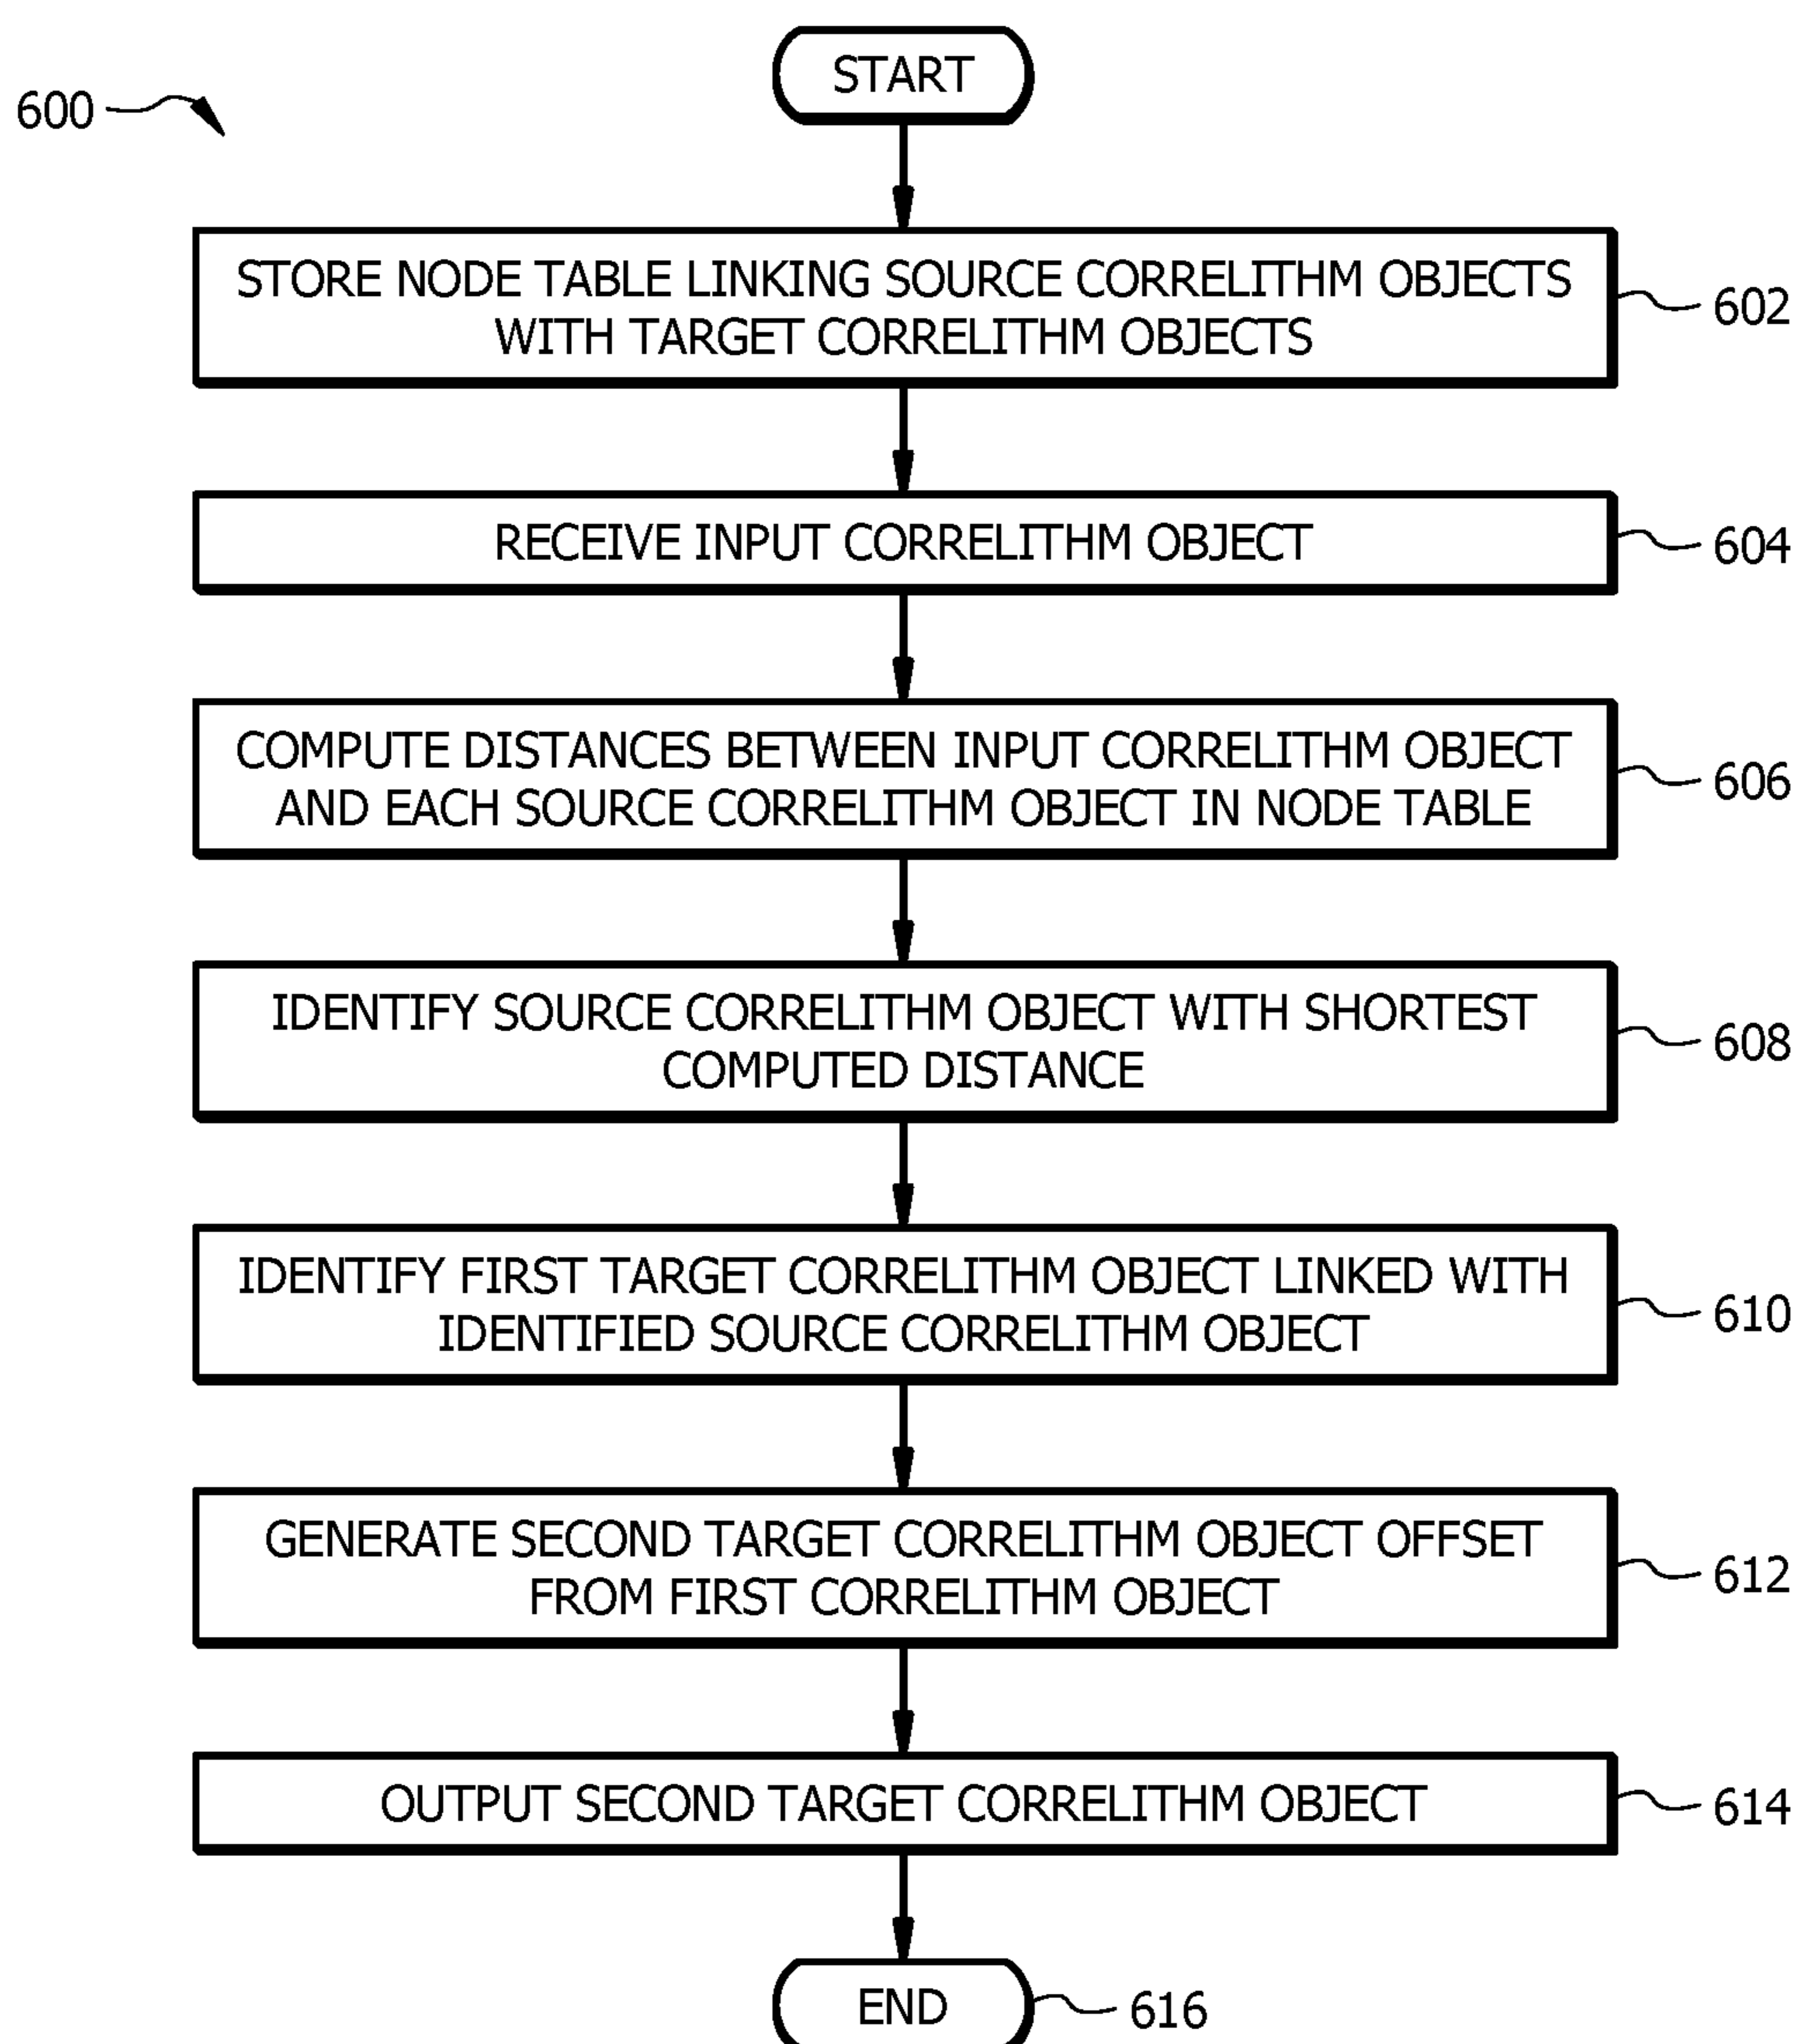 START
600
STORE NODE TABLE LINKING SOURCE CORRELITHM OBJECTS
WITH TARGET CORRELITHM OBJECTS
602
RECEIVE INPUT CORRELITHM OBJECT
604
COMPUTE DISTANCES BETWEEN INPUT CORRELITHM OBJECT
AND EACH SOURCE CORRELITHM OBJECT IN NODE TABLE
606
IDENTIFY SOURCE CORRELITHM OBJECT WITH SHORTEST
COMPUTED DISTANCE
608
IDENTIFY FIRST TARGET CORRELITHM OBJECT LINKED WITH
IDENTIFIED SOURCE CORRELITHM OBJECT
610
GENERATE SECOND TARGET CORRELITHM OBJECT OFFSET
FROM FIRST CORRELITHM OBJECT
612
OUTPUT SECOND TARGET CORRELITHM OBJECT
614
END
616